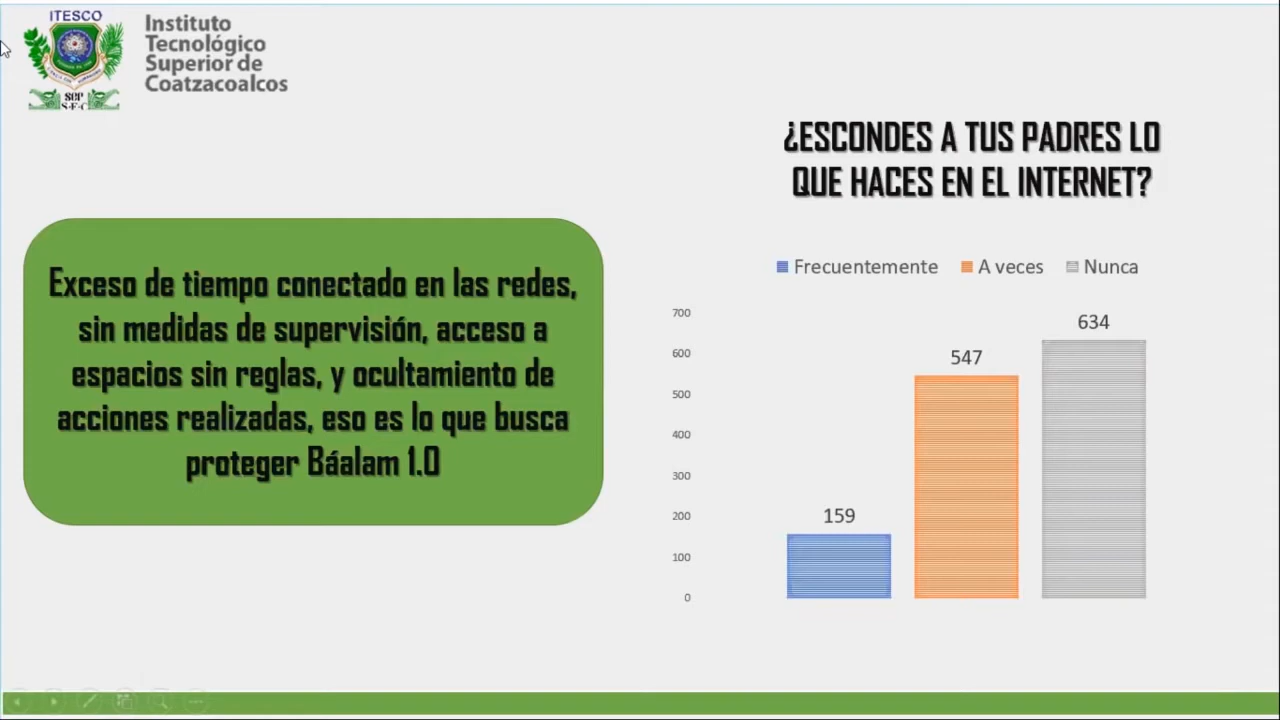 ITESCO
Instituto
Tecnológico
Superior de
Coatzacoalcos
¿ESCONDES A TUS PADRES LO
QUE HACES EN EL INTERNET?
Exceso de tiempo conectado en las redes,
sin medidas de supervisión, acceso a
espacios sin reglas, y ocultamiento de
acciones realizadas, eso es lo que busca
proteger Báalam 1.0
Frecuentemente A veces Nunca
700
600
500
400
300
200
100
0
159
547
634